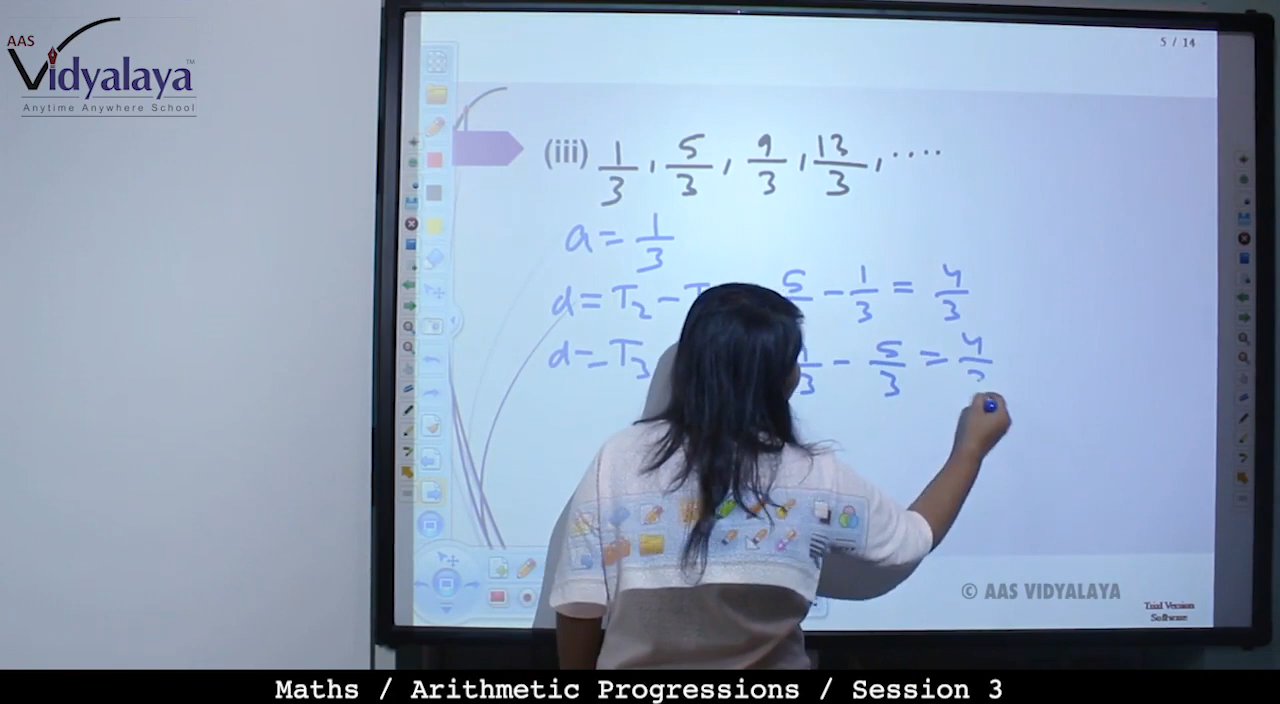 AAS
Vidyalaya TM
Anytime Anywhere School
5 / 14
(iii) 1/3, 5/3, 9/3, 13/3, ....
a = 1/3
d = T2 - T 5 - 1/3 = 4/3
d = T3 /3 - 5/3 = 4/
© AAS VIDYALAYA
Trial Version
Software
Maths / Arithmetic Progressions / Session 3